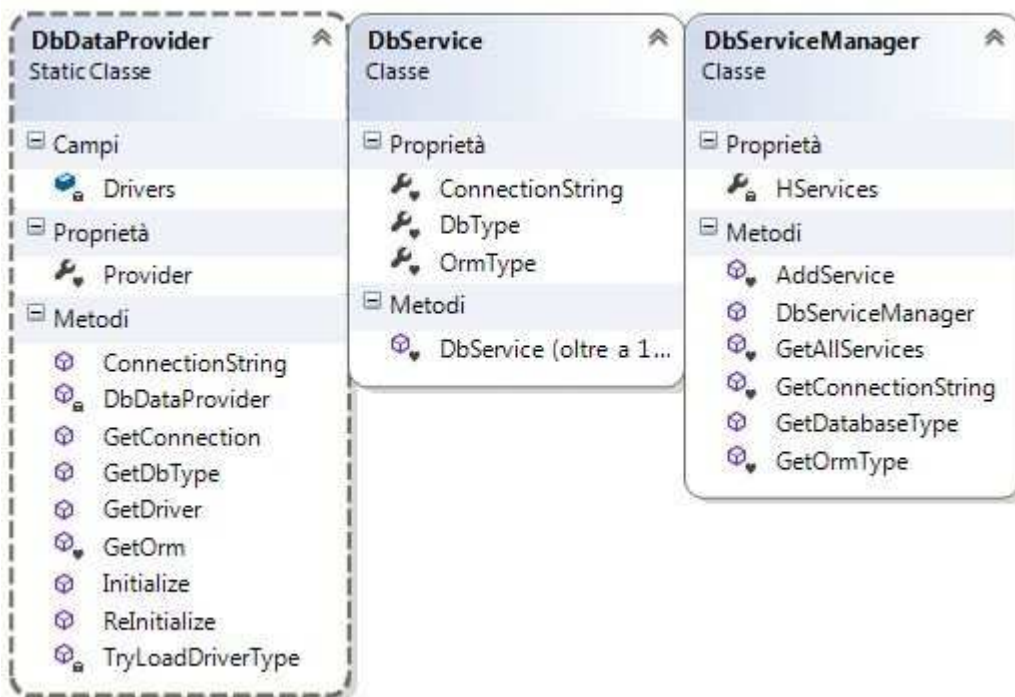 DbDataProvider
Static Classe
Campi
Drivers
Proprietà
Provider
Metodi
ConnectionString
DbDataProvider
GetConnection
GetDbType
GetDriver
GetOrm
Initialize
ReInitialize
TryLoadDriverType
DbService
Classe
Proprietà
ConnectionString
DbType
OrmType
Metodi
DbService (oltre a 1...
DbServiceManager
Classe
Proprietà
HServices
Metodi
AddService
DbServiceManager
GetAllServices
GetConnectionString
GetDatabaseType
GetOrmType